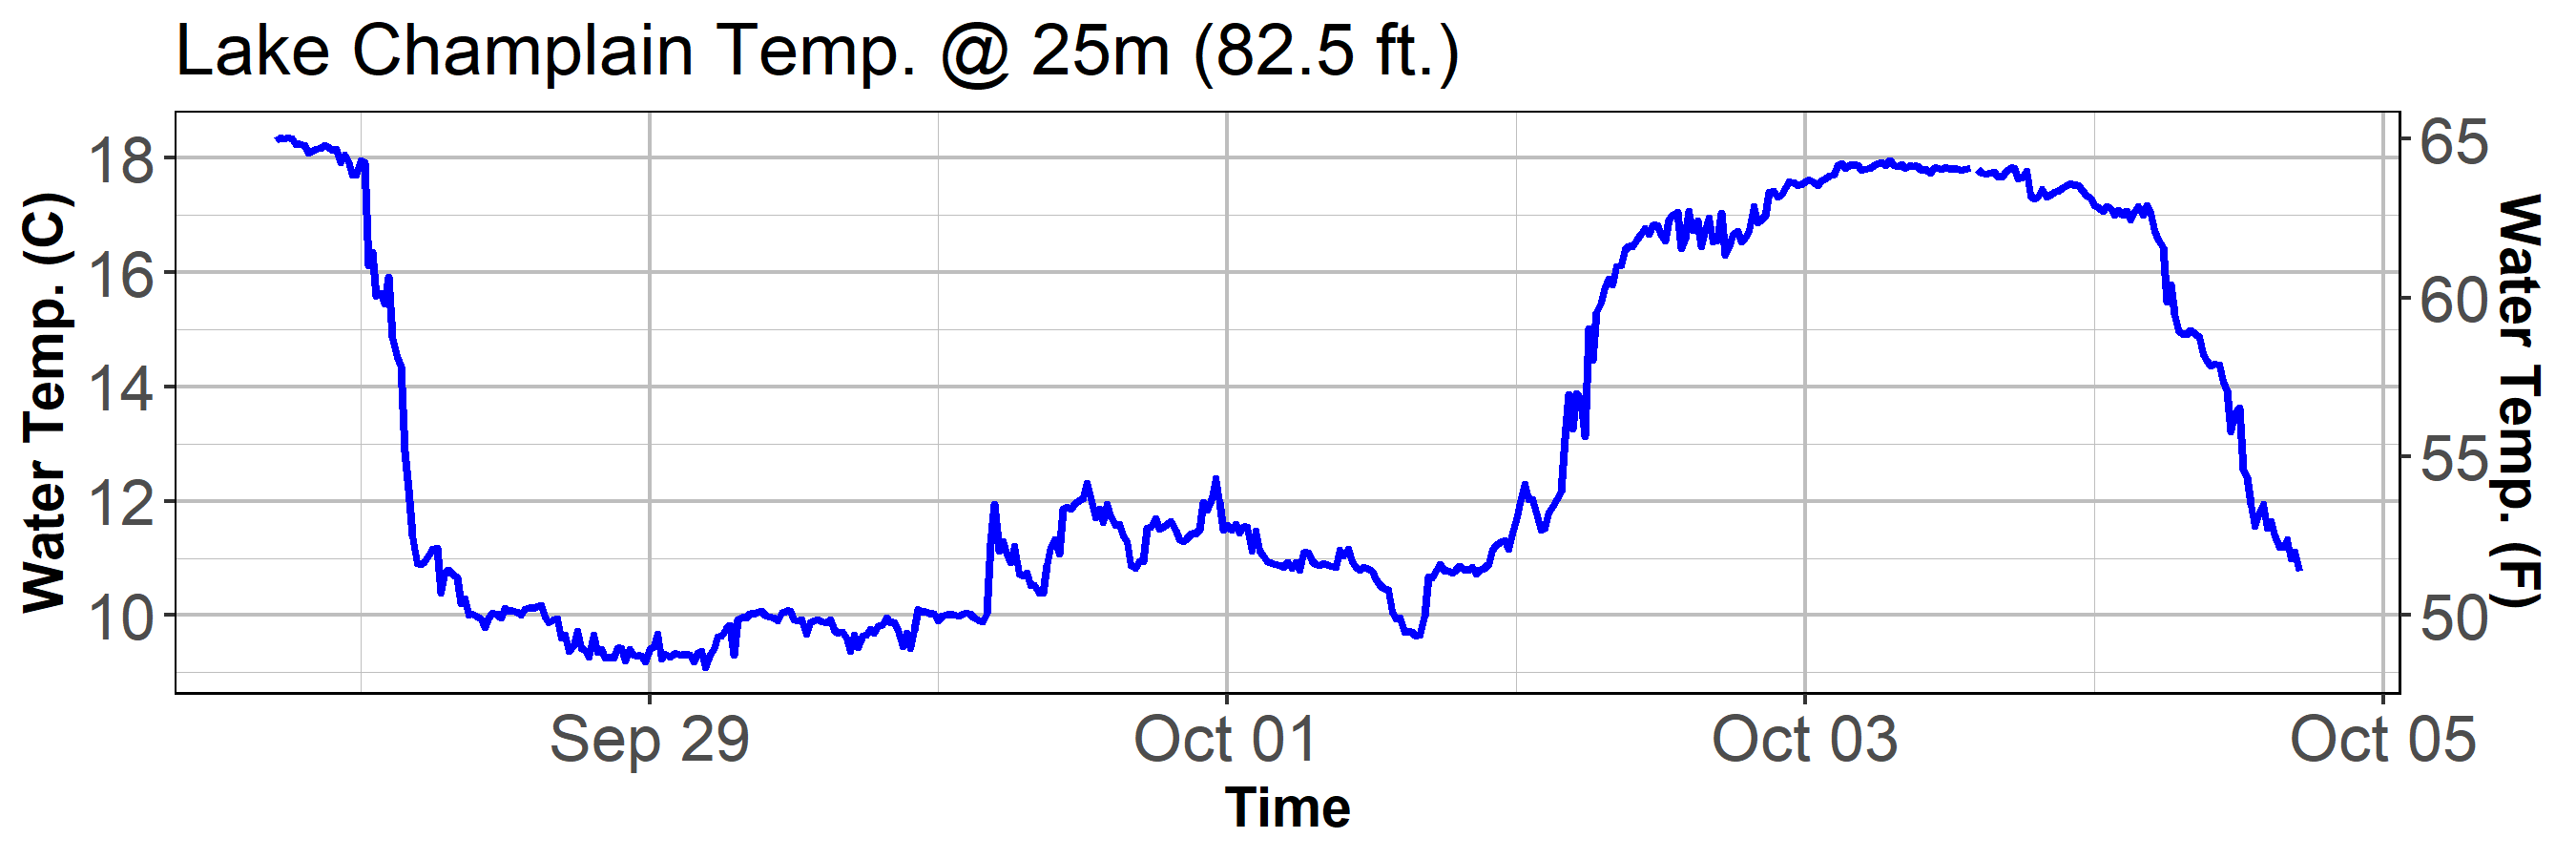 Lake Champlain Temp. @ 25m (82.5 ft.)
Water Temp. (C)
18
16
14
12
10
65
60
55
50
Water Temp. (F)
Sep 29
Oct 01
Oct 03
Oct 05
Time